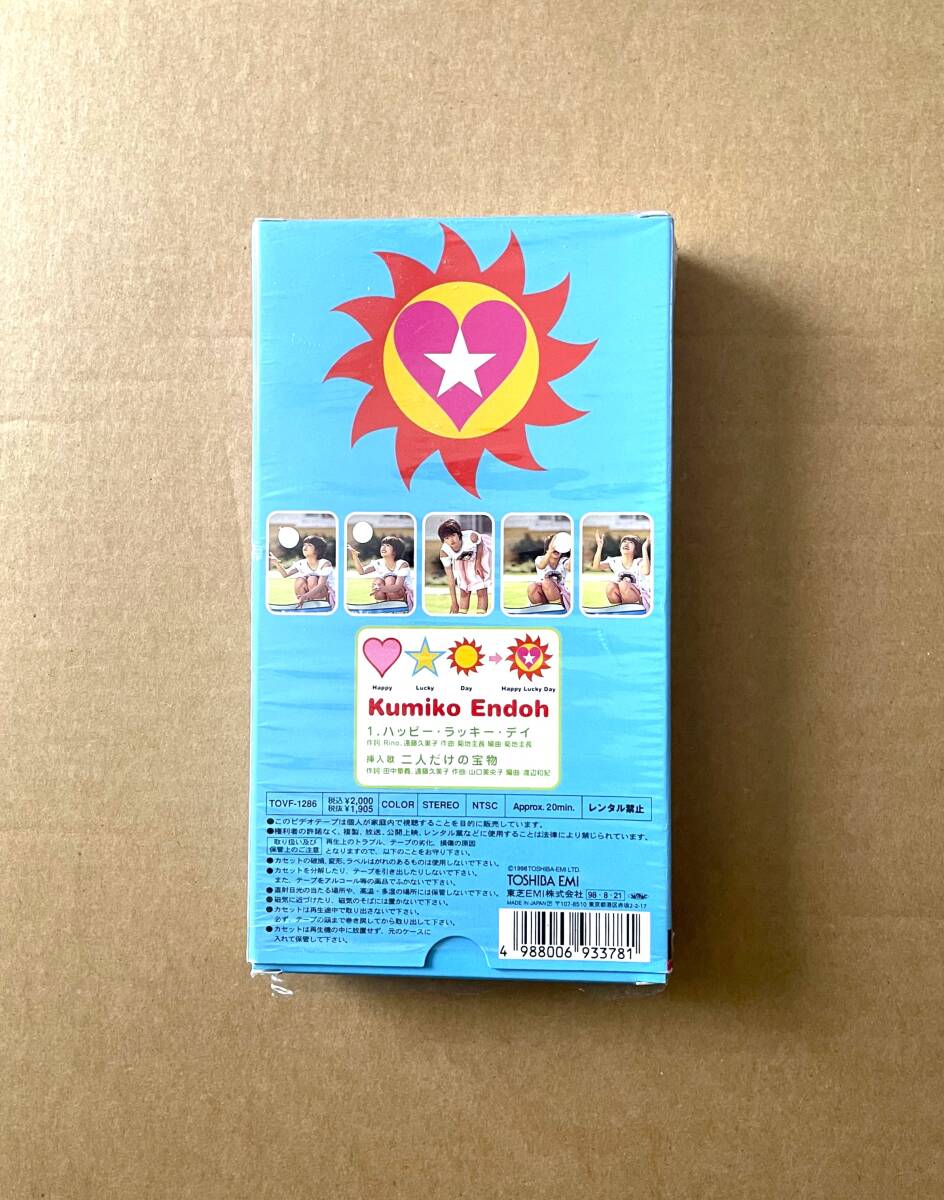 Happy Lucky Day Happy Lucky Day
Kumiko Endoh
1.ハッピー・ラッキー・デイ
作詞:Rino、遠藤久美子 作曲:菊地圭長 編曲:菊地圭長
挿入歌 二人だけの宝物
作詞:田中華義、遠藤久美子 作曲:山口美央子 編曲:渡辺和紀
TOVF-1286 税込¥2,000 税抜¥1,905 COLOR STEREO NTSC Approx. 20min. レンタル禁止
●このビデオテープは個人が家庭内で視聴することを目的に販売しています。
●権利者の許諾なく、複製、放送、公開上映、レンタル業などに使用することは法律により禁じられています。
取り扱い及び保管上のご注意 再生上のトラブル、テープの劣化、損傷の原因
となりますので、以下のことをお守り下さい。
●カセットの破損、変形、ラベルはがれのあるものは使用しないで下さい。
●カセットを分解したり、テープを引き出したりしないで下さい。
また、テープをアルコール等の薬品でふかないで下さい。
●直射日光の当たる場所や、高温・多湿の場所には保管しないで下さい。
●磁気に近づけたり、磁気のそばには置かないで下さい。
●カセットは再生途中で取り出さないで下さい。
必ず、テープの頭まで巻き戻してから取り出して下さい。
●カセットは再生機の中に放置せず、元のケースに
入れて保管して下さい。
©1998 TOSHIBA-EMI LTD.
TOSHIBA EMI
東芝EMI株式会社 98・8・21
MADE IN JAPAN 〒107-8510 東京都港区赤坂2-2-17
4 988006 933781